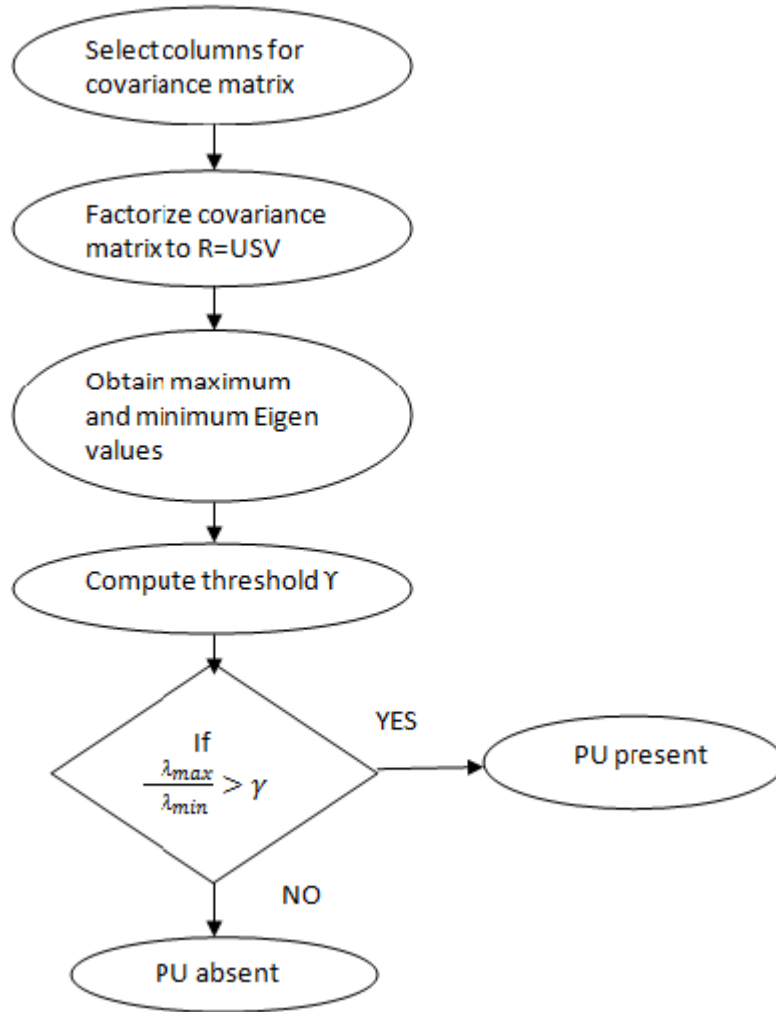 Select columns for
covariance matrix
Factorize covariance
matrix to R=USV
Obtain maximum
and minimum Eigen
values
Compute threshold ϒ
If
λmax
λmin
> γ
YES
PU present
NO
PU absent